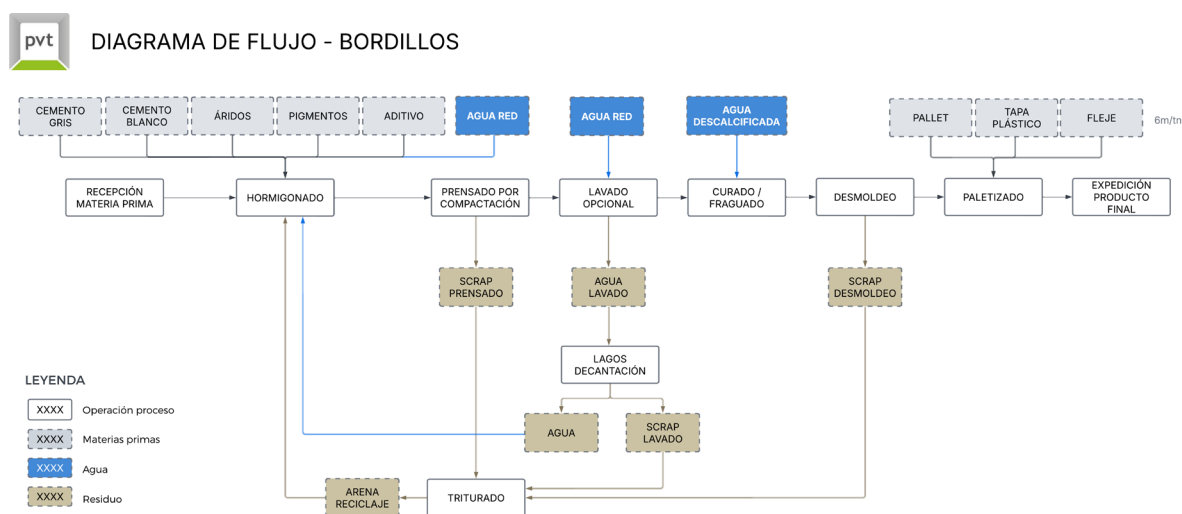 pvt
DIAGRAMA DE FLUJO - BORDILLOS
CEMENTO
GRIS
CEMENTO
BLANCO
ÁRIDOS
PIGMENTOS
ADITIVO
AGUA RED
AGUA RED
AGUA
DESCALCIFICADA
PALLET
TAPA
PLÁSTICO
FLEJE
6m/tn
RECEPCIÓN
MATERIA PRIMA
HORMIGONADO
PRENSADO POR
COMPACTACIÓN
LAVADO
OPCIONAL
CURADO /
FRAGUADO
DESMOLDEO
PALETIZADO
EXPEDICIÓN
PRODUCTO
FINAL
SCRAP
PRENSADO
AGUA
LAVADO
SCRAP
DESMOLDEO
LAGOS
DECANTACIÓN
AGUA
SCRAP
LAVADO
ARENA
RECICLAJE
TRITURADO
LEYENDA
XXXX Operación proceso
XXXX Materias primas
XXXX Agua
XXXX Residuo